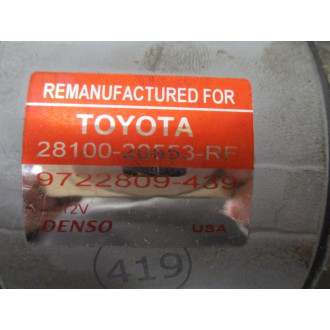 REMANUFACTURED FOR
TOYOTA
28100-20553-RF
9722809-439
12V
DENSO USA
419